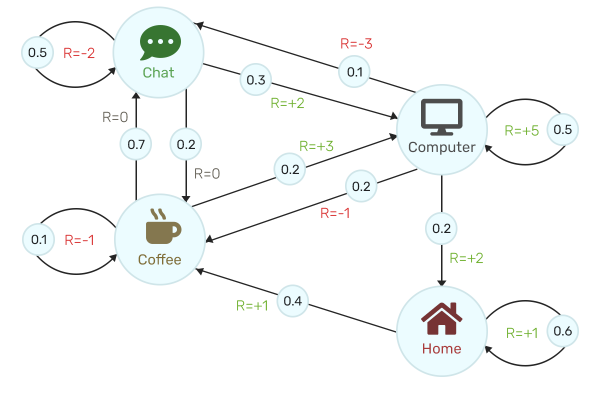 R=-3
0.5
R=-2
0.1
Chat
0.3
R=+2
R=0
R=+5
0.5
Computer
0.7
0.2
R=+3
0.2
R=0
0.2
R=-1
0.1
R=-1
0.2
Coffee
R=+2
0.4
R=+1
R=+1
0.6
Home